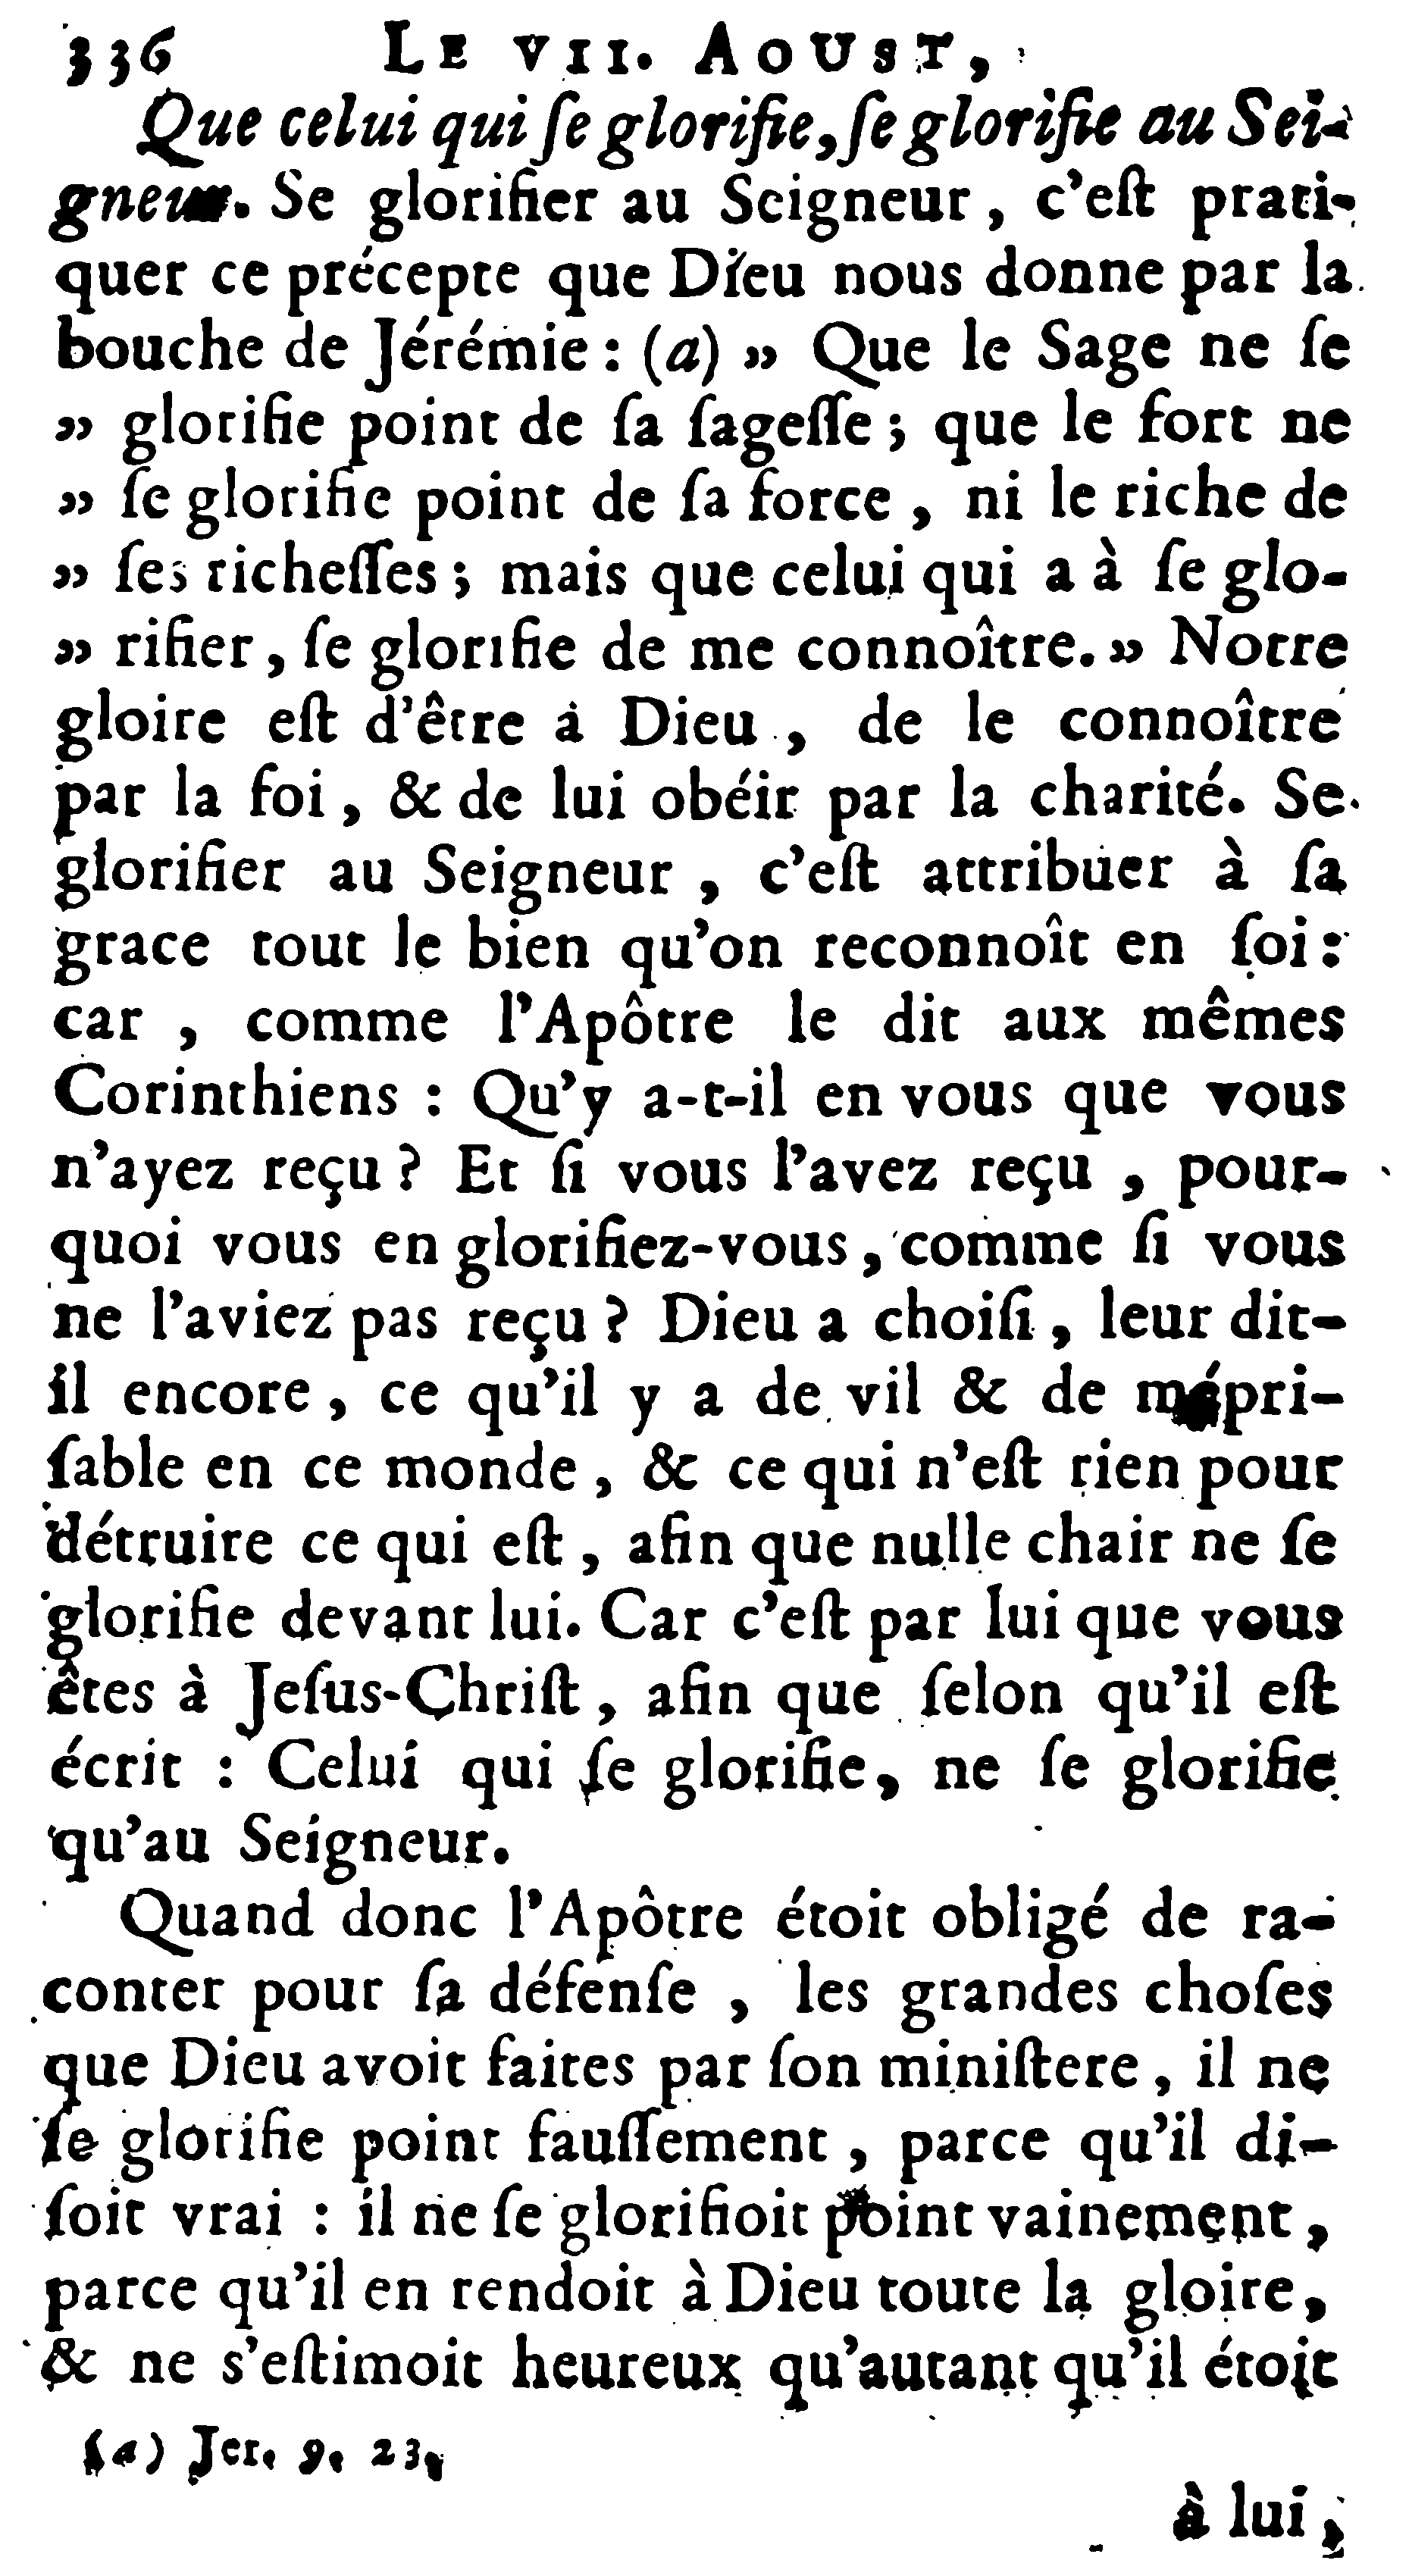 336 LE VII. AOUST,
Que celui qui ſe glorifie, ſe glorifie au Sei-
gneur. Se glorifier au Seigneur, c'eſt prati-
quer ce précepte que Dieu nous donne par la
bouche de Jérémie : (a) » Que le Sage ne ſe
» glorifie point de ſa ſageſſe ; que le fort ne
» ſe glorifie point de ſa force, ni le riche de
» ſes richeſſes ; mais que celui qui a à ſe glo-
» rifier, ſe glorifie de me connoître. » Notre
gloire eſt d'être à Dieu, de le connoître
par la foi, & de lui obéir par la charité. Se
glorifier au Seigneur, c'eſt attribuer à ſa
grace tout le bien qu'on reconnoît en ſoi :
car, comme l'Apôtre le dit aux mêmes
Corinthiens : Qu'y a-t-il en vous que vous
n'ayez reçu ? Et ſi vous l'avez reçu, pour-
quoi vous en glorifiez-vous, comme ſi vous
ne l'aviez pas reçu ? Dieu a choiſi, leur dit-
il encore, ce qu'il y a de vil & de mépri-
ſable en ce monde, & ce qui n'eſt rien pour
détruire ce qui eſt, afin que nulle chair ne ſe
glorifie devant lui. Car c'eſt par lui que vous
êtes à Jeſus-Chriſt, afin que ſelon qu'il eſt
écrit : Celui qui ſe glorifie, ne ſe glorifie
qu'au Seigneur.
Quand donc l'Apôtre étoit obligé de ra-
conter pour ſa défenſe, les grandes choſes
que Dieu avoit faites par ſon miniſtere, il ne
ſe glorifie point fauſſement, parce qu'il di-
ſoit vrai : il ne ſe glorifioit point vainement,
parce qu'il en rendoit à Dieu toute la gloire,
& ne s'eſtimoit heureux qu'autant qu'il étoit
(a) Jer. 9. 23.
à lui,